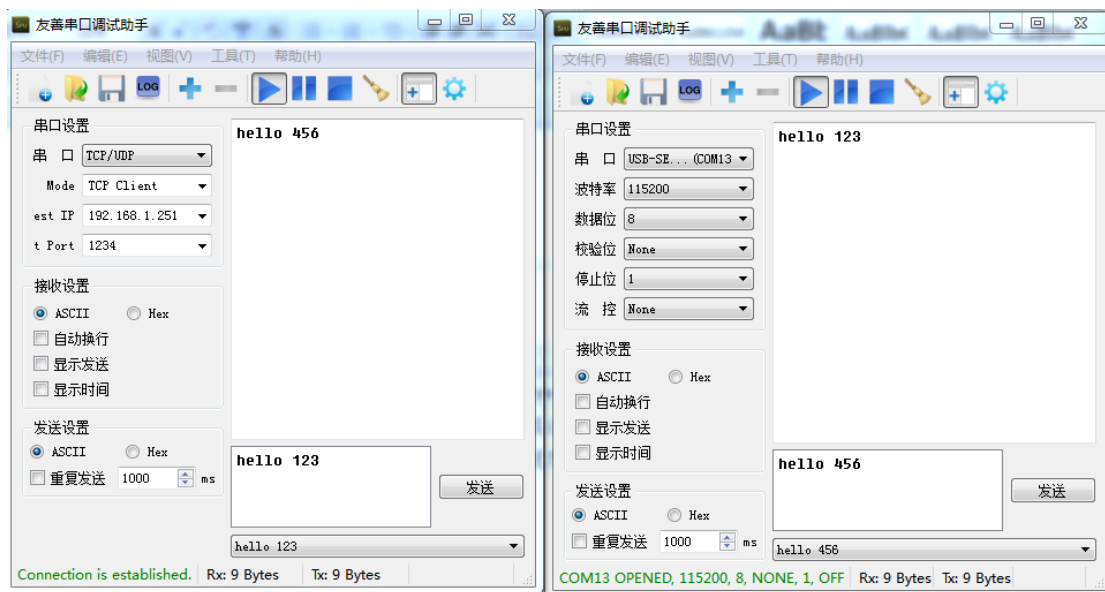 友善串口调试助手
文件(F) 编辑(E) 视图(V) 工具(T) 帮助(H)
LOG
串口设置
串 口 TCP/UDP
Mode TCP Client
est IP 192.168.1.251
t Port 1234
接收设置
ASCII Hex
自动换行
显示发送
显示时间
发送设置
ASCII Hex
重复发送 1000 ms
hello 456
hello 123
发送
hello 123
Connection is established. Rx: 9 Bytes Tx: 9 Bytes
友善串口调试助手
文件(F) 编辑(E) 视图(V) 工具(T) 帮助(H)
LOG
串口设置
串 口 USB-SE... (COM13
波特率 115200
数据位 8
校验位 None
停止位 1
流 控 None
接收设置
ASCII Hex
自动换行
显示发送
显示时间
发送设置
ASCII Hex
重复发送 1000 ms
hello 123
hello 456
发送
hello 456
COM13 OPENED, 115200, 8, NONE, 1, OFF Rx: 9 Bytes Tx: 9 Bytes